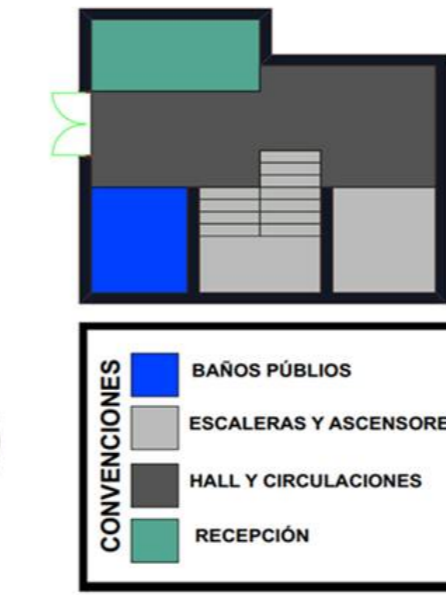 CONVENCIONES
BAÑOS PÚBLIOS
ESCALERAS Y ASCENSORE
HALL Y CIRCULACIONES
RECEPCIÓN